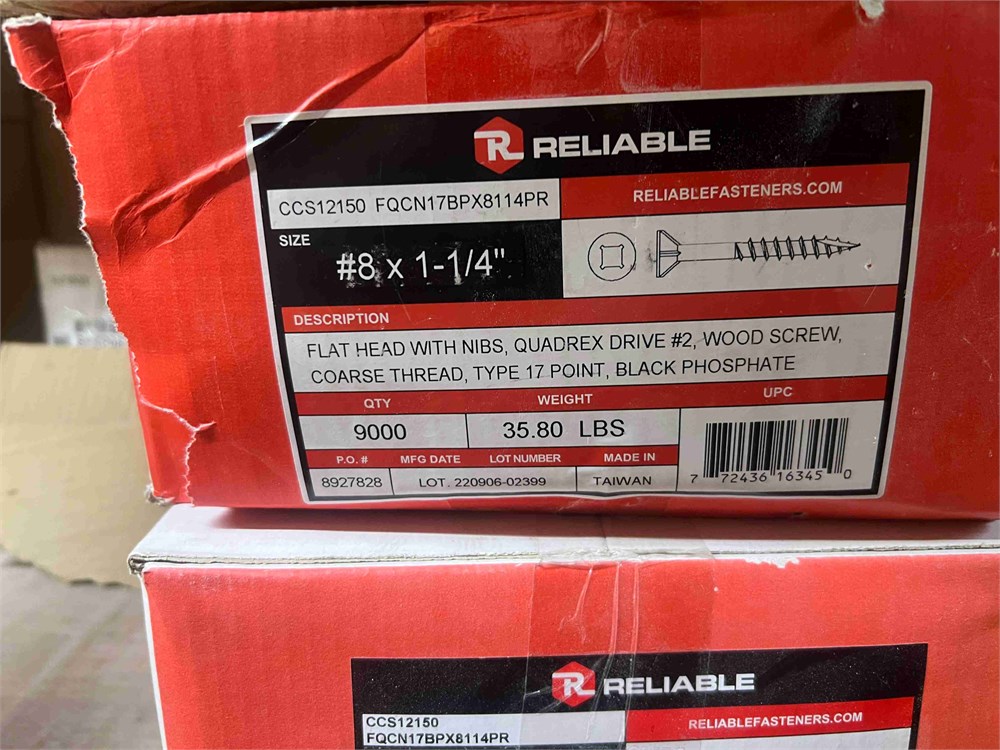 RELIABLE
CCS12150 FQCN17BPX8114PR
RELIABLEFASTENERS.COM
SIZE
#8 x 1-1/4"
DESCRIPTION
FLAT HEAD WITH NIBS, QUADREX DRIVE #2, WOOD SCREW,
COARSE THREAD, TYPE 17 POINT, BLACK PHOSPHATE
QTY
WEIGHT
UPC
9000
35.80 LBS
P.O. #
MFG DATE
LOT NUMBER
MADE IN
8927828
LOT. 220906-02399
TAIWAN
7 72436 16345 0
RELIABLE
CCS12150
FQCN17BPX8114PR
RELIABLEFASTENERS.COM